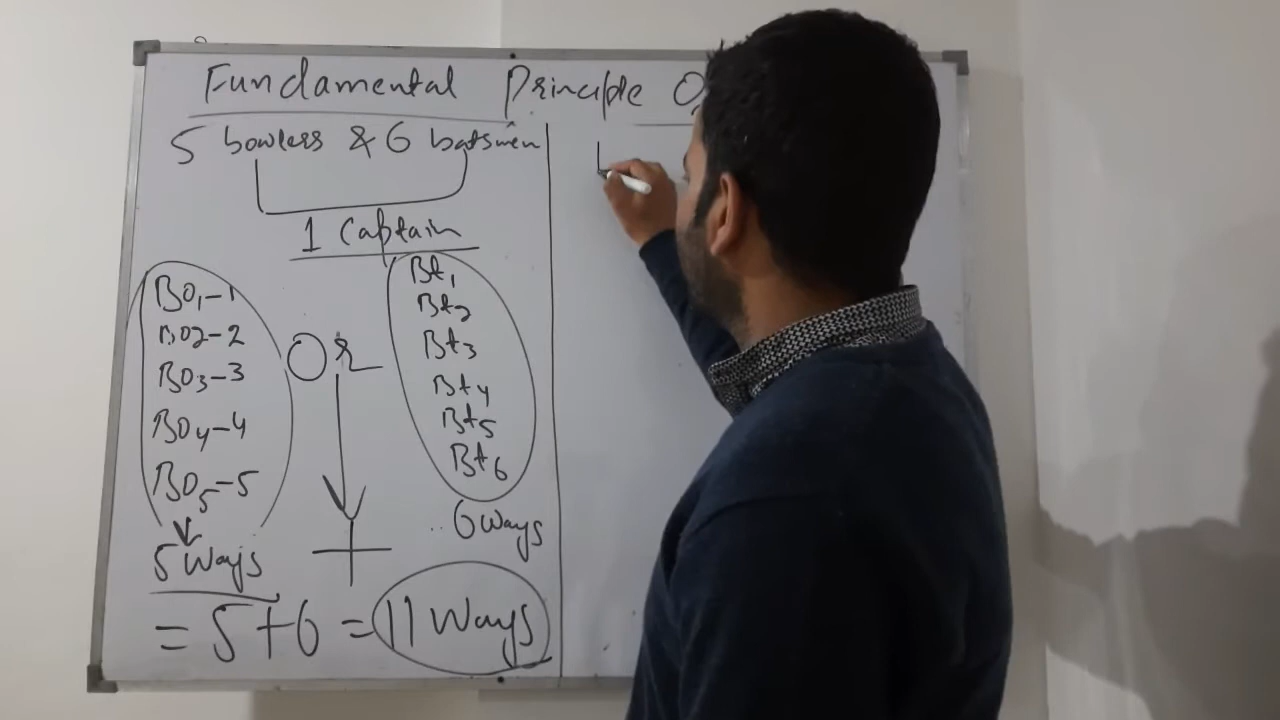 Fundamental Principle O
5 bowlers & 6 batsmen
1 Captain
BO1-1
BO2-2
BO3-3
BO4-4
BO5-5
5 Ways
Or
+
Bt1
Bt2
Bt3
Bt4
Bt5
Bt6
6 Ways
= 5+6 = 11 Ways